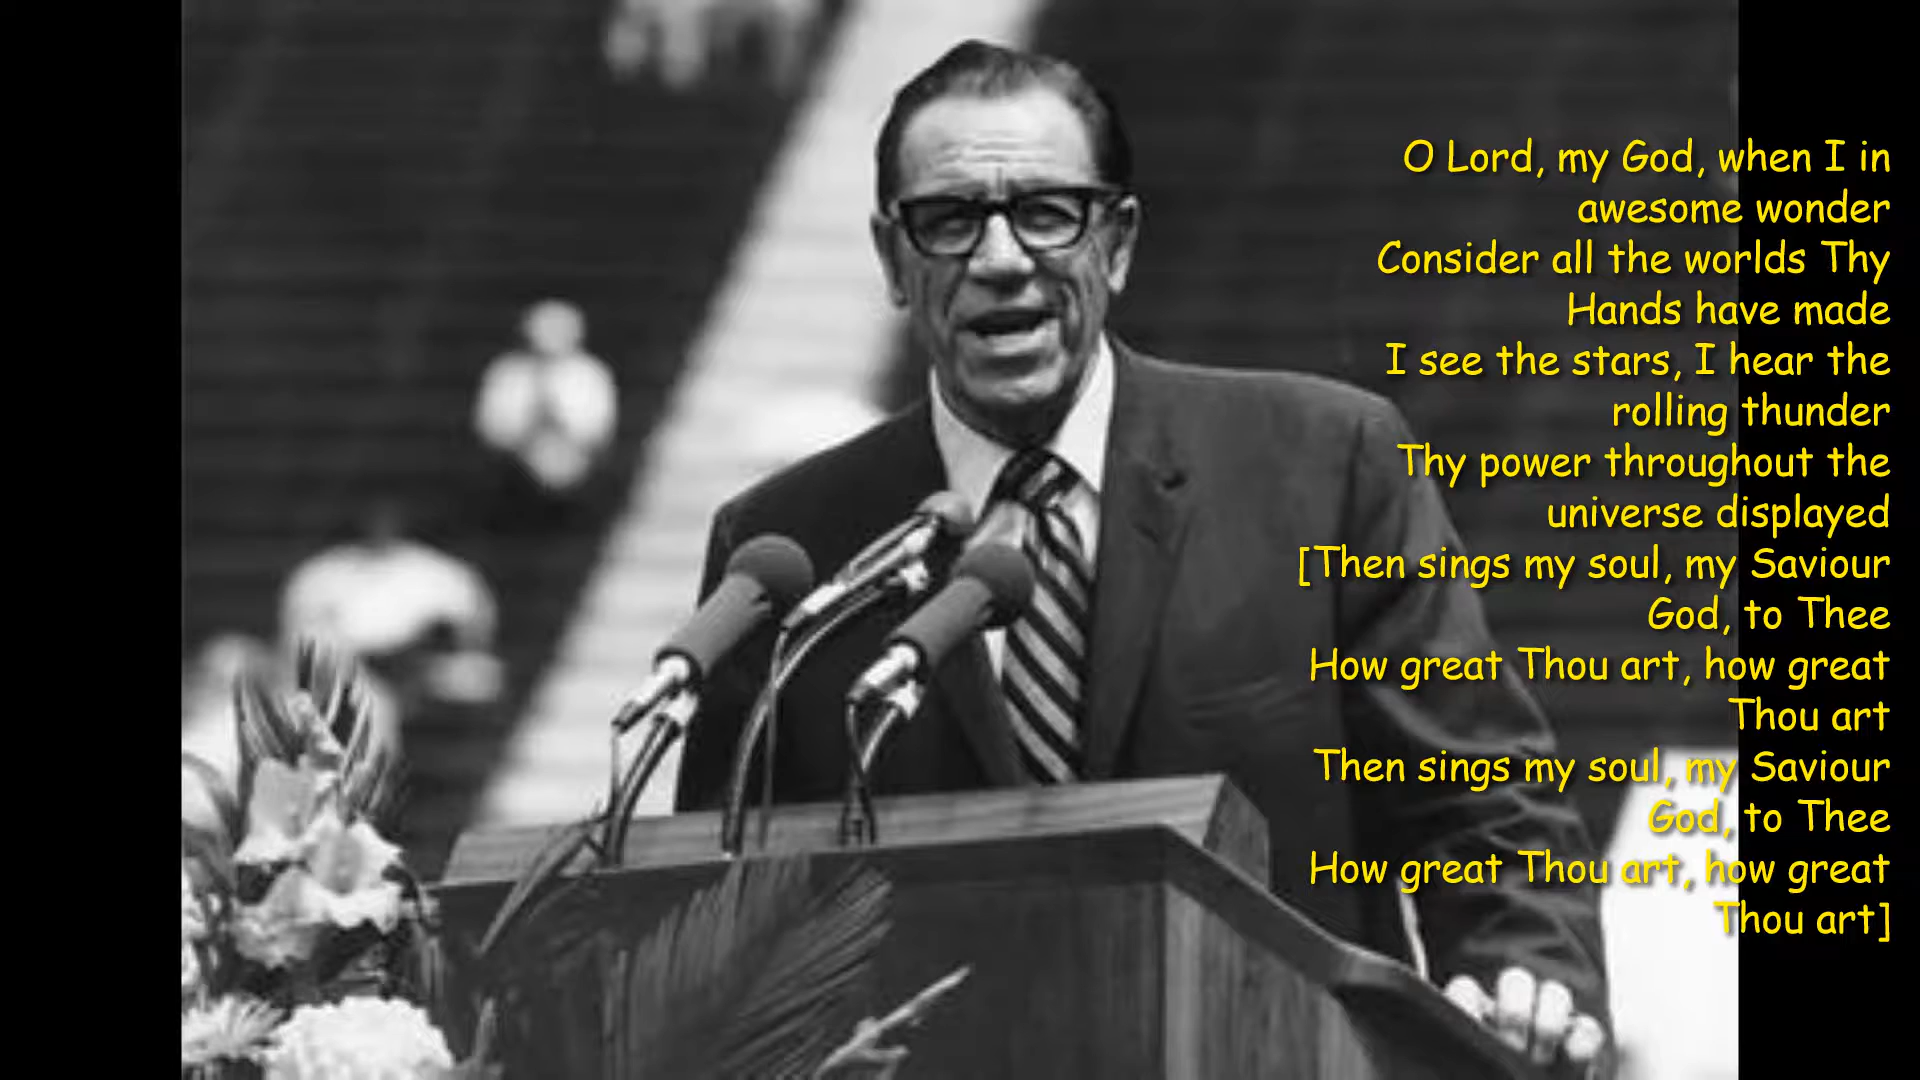 O Lord, my God, when I in
awesome wonder
Consider all the worlds Thy
Hands have made
I see the stars, I hear the
rolling thunder
Thy power throughout the
universe displayed
[Then sings my soul, my Saviour
God, to Thee
How great Thou art, how great
Thou art
Then sings my soul, my Saviour
God, to Thee
How great Thou art, how great
Thou art]